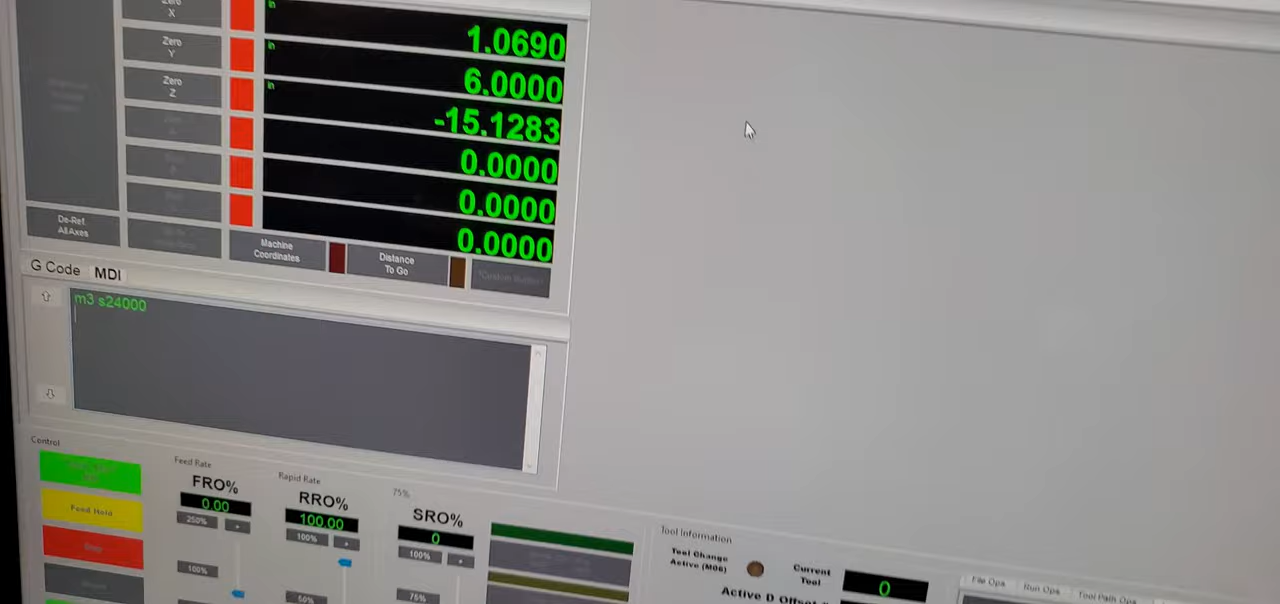 Zero
X
in
1.0690
Zero
Y
in
6.0000
Zero
Z
in
-15.1283
0.0000
0.0000
0.0000
De-Ref
All Axes
Machine
Coordinates
Distance
To Go
G Code MDI
m3 s24000
Control
Feed Rate
Rapid Rate
75%
FRO%
RRO%
SRO%
0.00
100.00
0
250%
+
100%
+
100%
+
Feed Hold
Stop
100%
50%
75%
Tool Information
Tool Change
Active (M06)
Current
Tool
0
Active D Offset
File Ops
Run Ops
Tool Path Ops